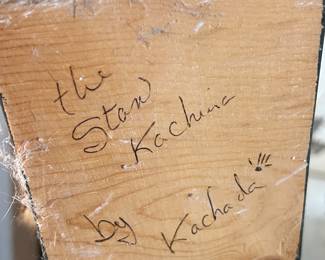 the
Star
Kachina
by Kachada